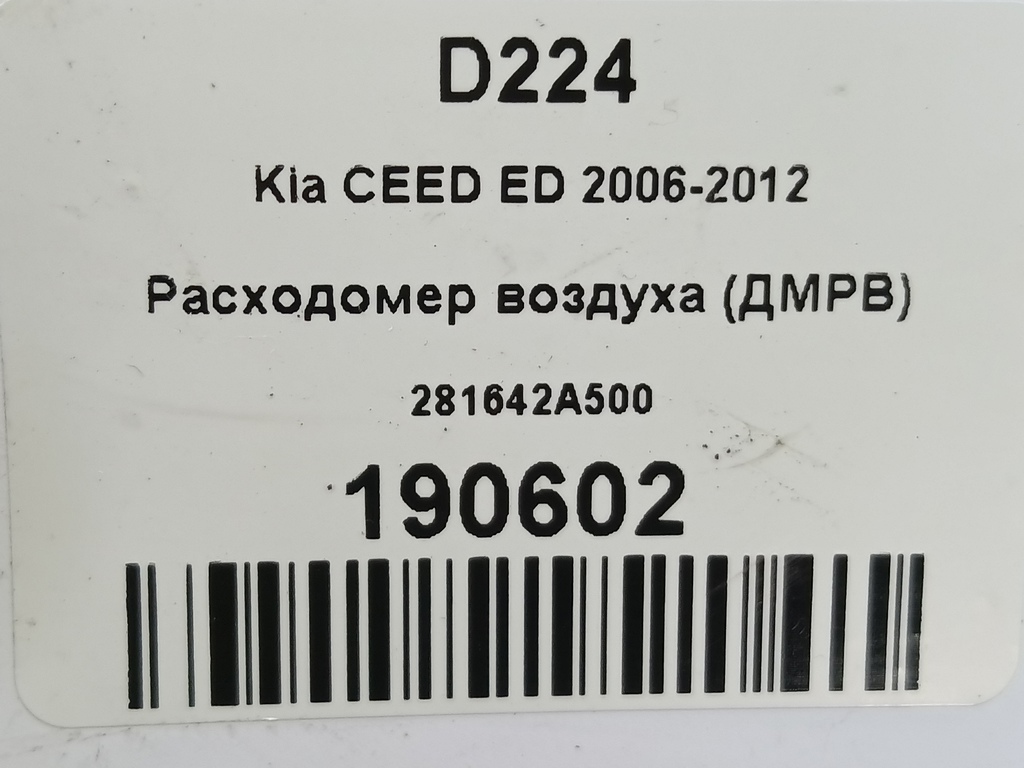 D224
Kia CEED ED 2006-2012
Расходомер воздуха (ДМРВ)
281642A500
190602